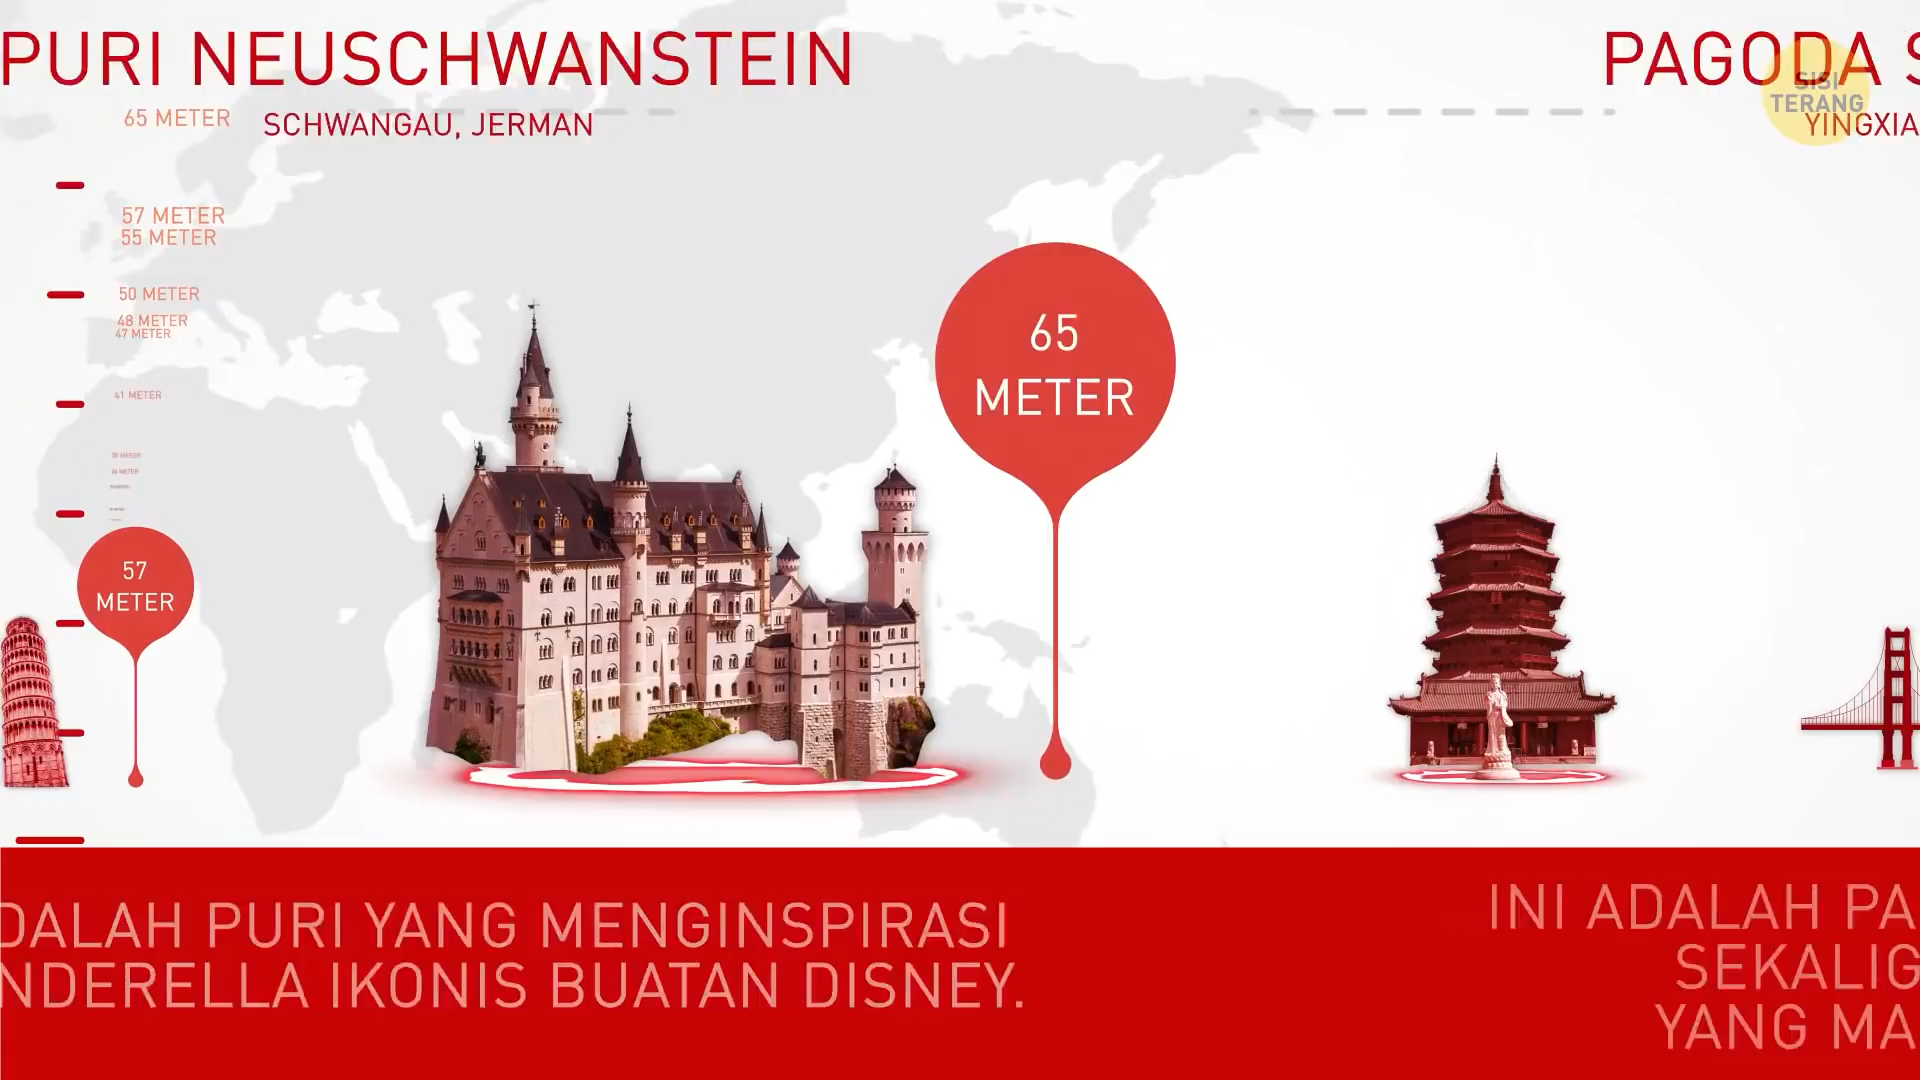 PURI NEUSCHWANSTEIN
SCHWANGAU, JERMAN
PAGODA S
YINGXIA
SISI
TERANG
65 METER
57 METER
55 METER
50 METER
48 METER
47 METER
41 METER
65
METER
57
METER
DALAH PURI YANG MENGINSPIRASI
NDERELLA IKONIS BUATAN DISNEY.
INI ADALAH PA
SEKALIG
YANG MA